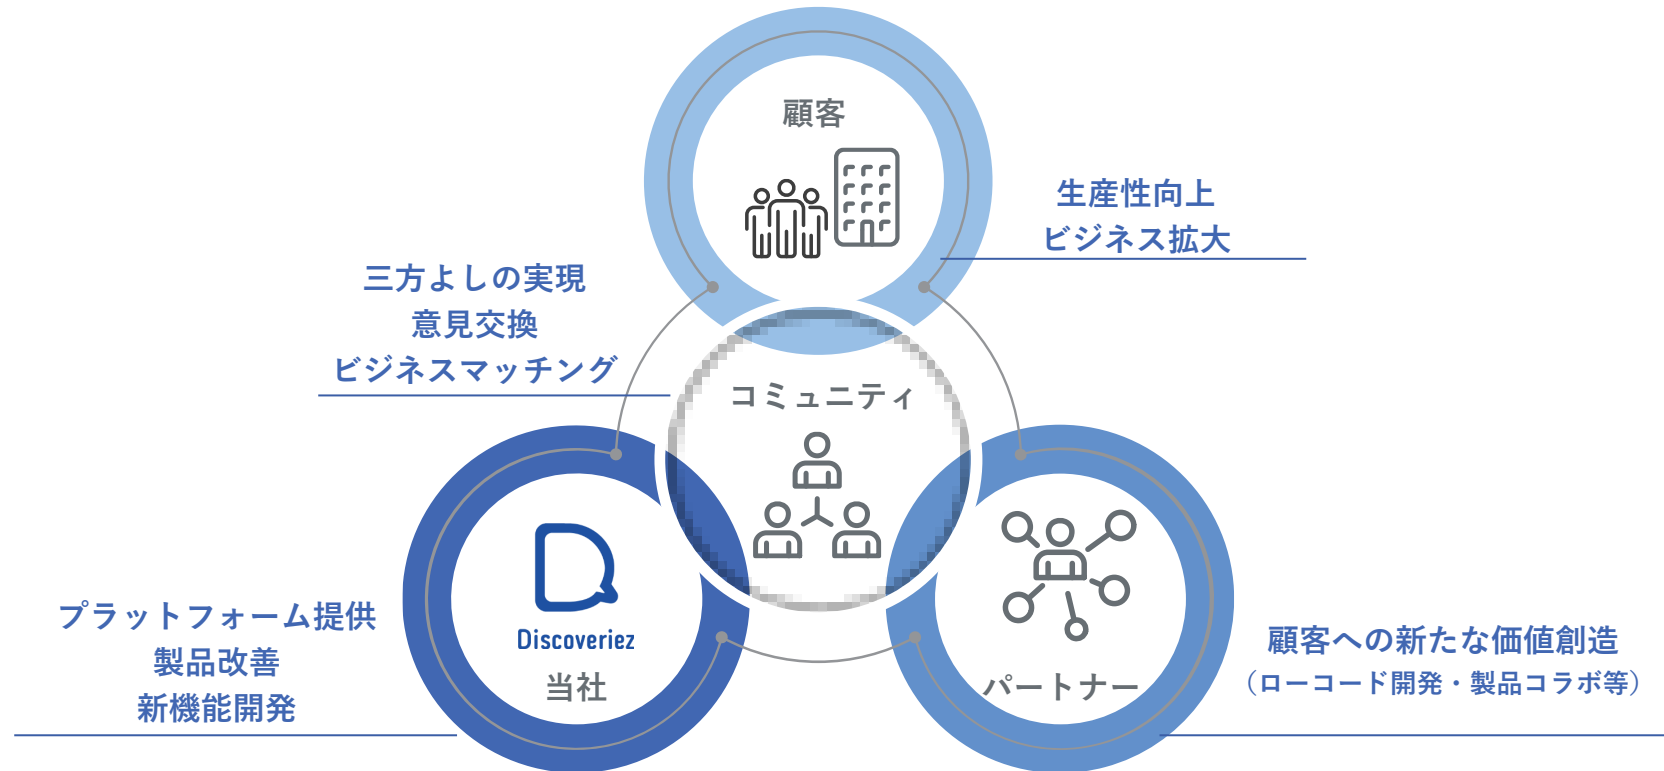 顧客
生産性向上
ビジネス拡大
三方よしの実現
意見交換
ビジネスマッチング
コミュニティ
Discoveriez
当社
プラットフォーム提供
製品改善
新機能開発
パートナー
顧客への新たな価値創造
（ローコード開発・製品コラボ等）